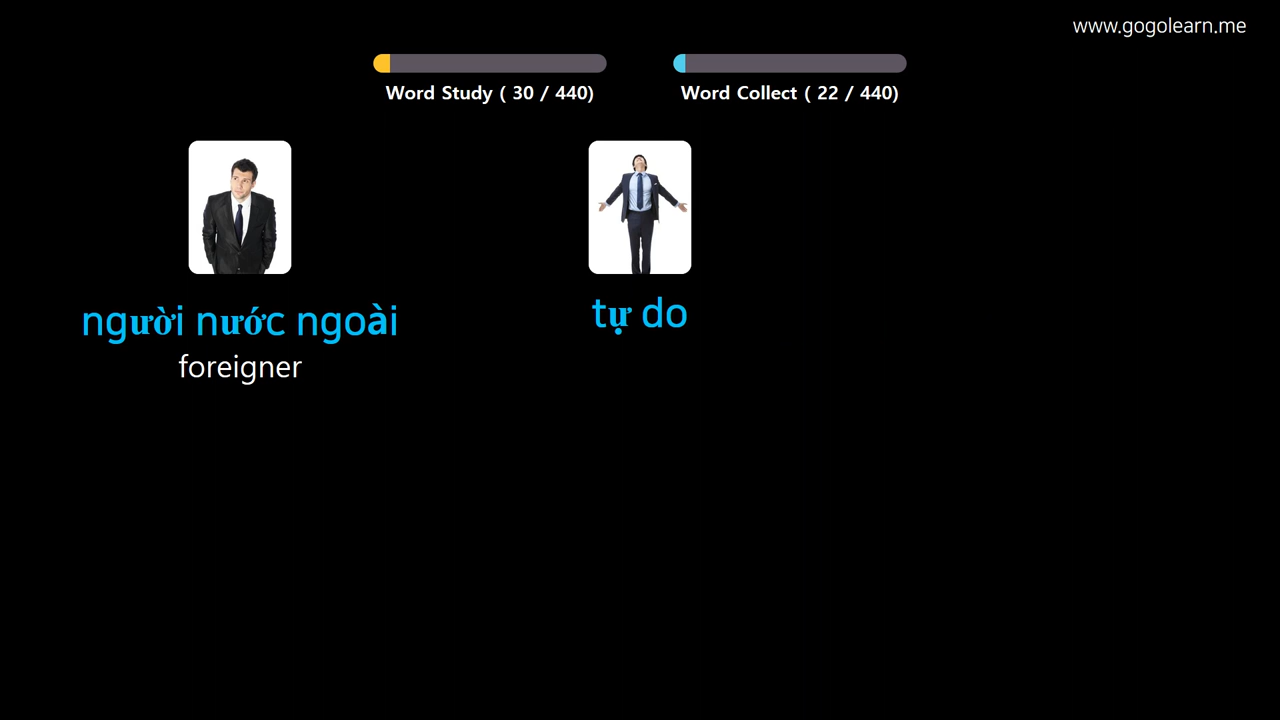 www.gogolearn.me
Word Study ( 30 / 440)
Word Collect ( 22 / 440)
người nước ngoài
foreigner
tự do